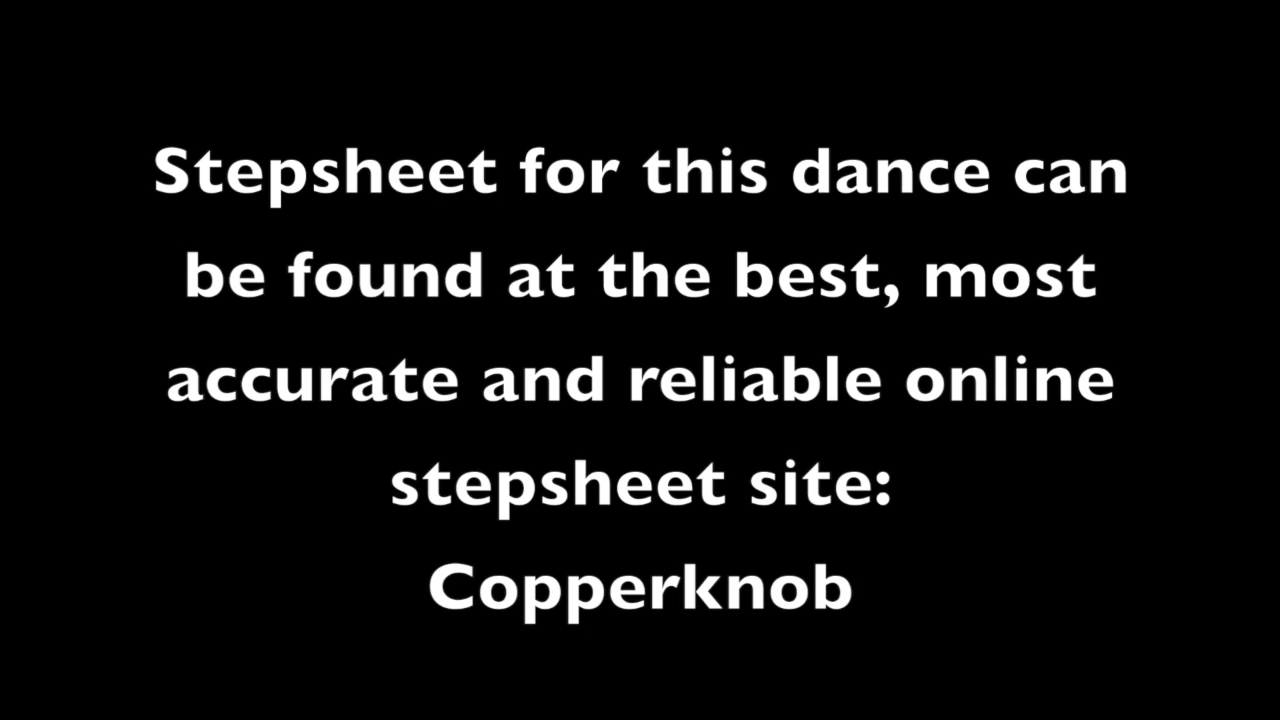 Stepsheet for this dance can
be found at the best, most
accurate and reliable online
stepsheet site:
Copperknob